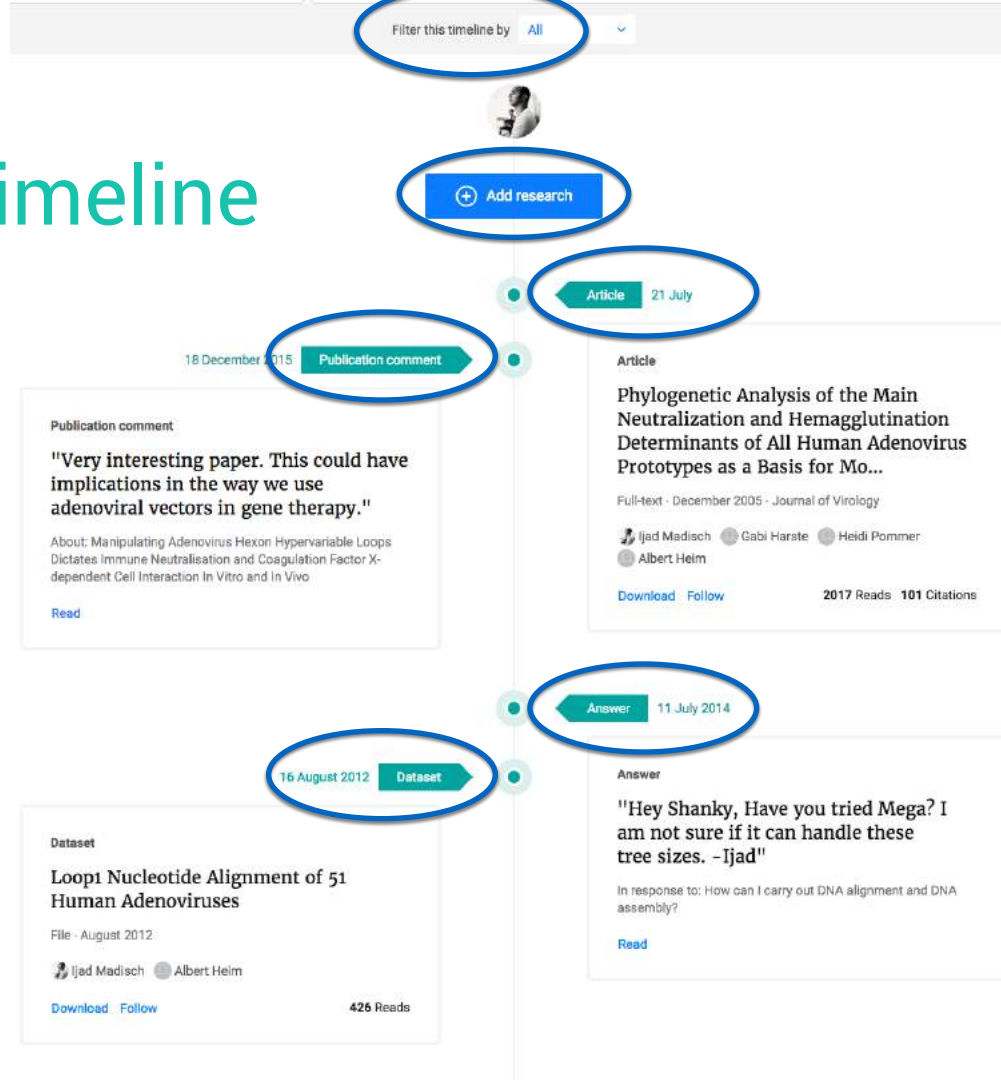 Filter this timeline by All
imeline
Add research
Article 21 July
18 December 2015 Publication comment
Article
Phylogenetic Analysis of the Main
Neutralization and Hemagglutination
Determinants of All Human Adenovirus
Prototypes as a Basis for Mo...
Full-text · December 2005 · Journal of Virology
Ijad Madisch Gabi Harste Heidi Pommer
Albert Heim
Download Follow 2017 Reads 101 Citations
Publication comment
"Very interesting paper. This could have
implications in the way we use
adenoviral vectors in gene therapy."
About: Manipulating Adenovirus Hexon Hypervariable Loops
Dictates Immune Neutralisation and Coagulation Factor X-
dependent Cell Interaction In Vitro and In Vivo
Read
Answer 11 July 2014
16 August 2012 Dataset
Answer
"Hey Shanky, Have you tried Mega? I
am not sure if it can handle these
tree sizes. -Ijad"
In response to: How can I carry out DNA alignment and DNA
assembly?
Read
Dataset
Loop1 Nucleotide Alignment of 51
Human Adenoviruses
File · August 2012
Ijad Madisch Albert Heim
Download Follow 426 Reads